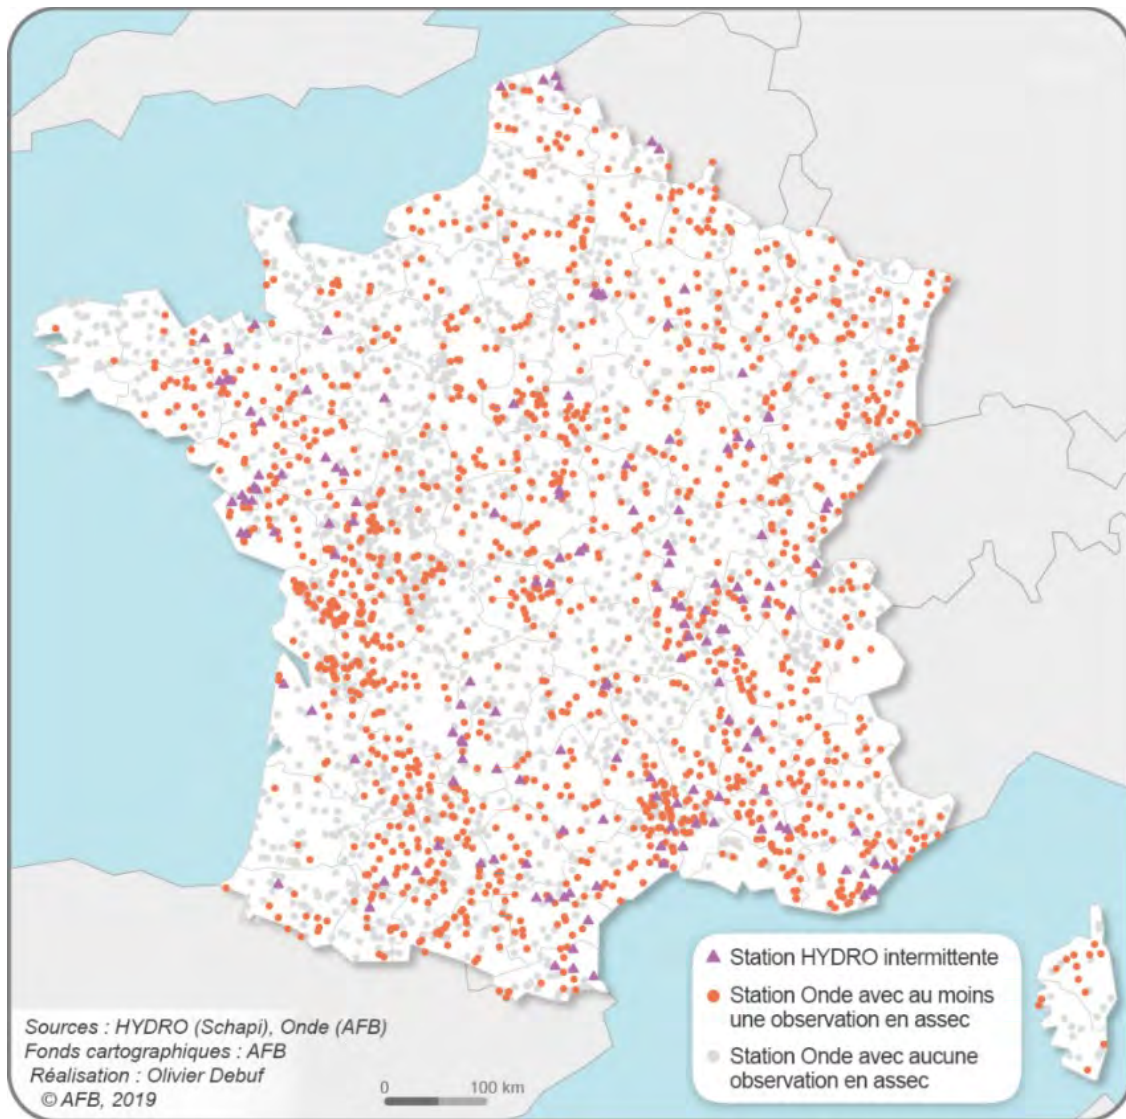 Station HYDRO intermittente
Station Onde avec au moins
une observation en assec
Station Onde avec aucune
observation en assec
Sources : HYDRO (Schapi), Onde (AFB)
Fonds cartographiques : AFB
Réalisation : Olivier Debuf
© AFB, 2019
0 100 km